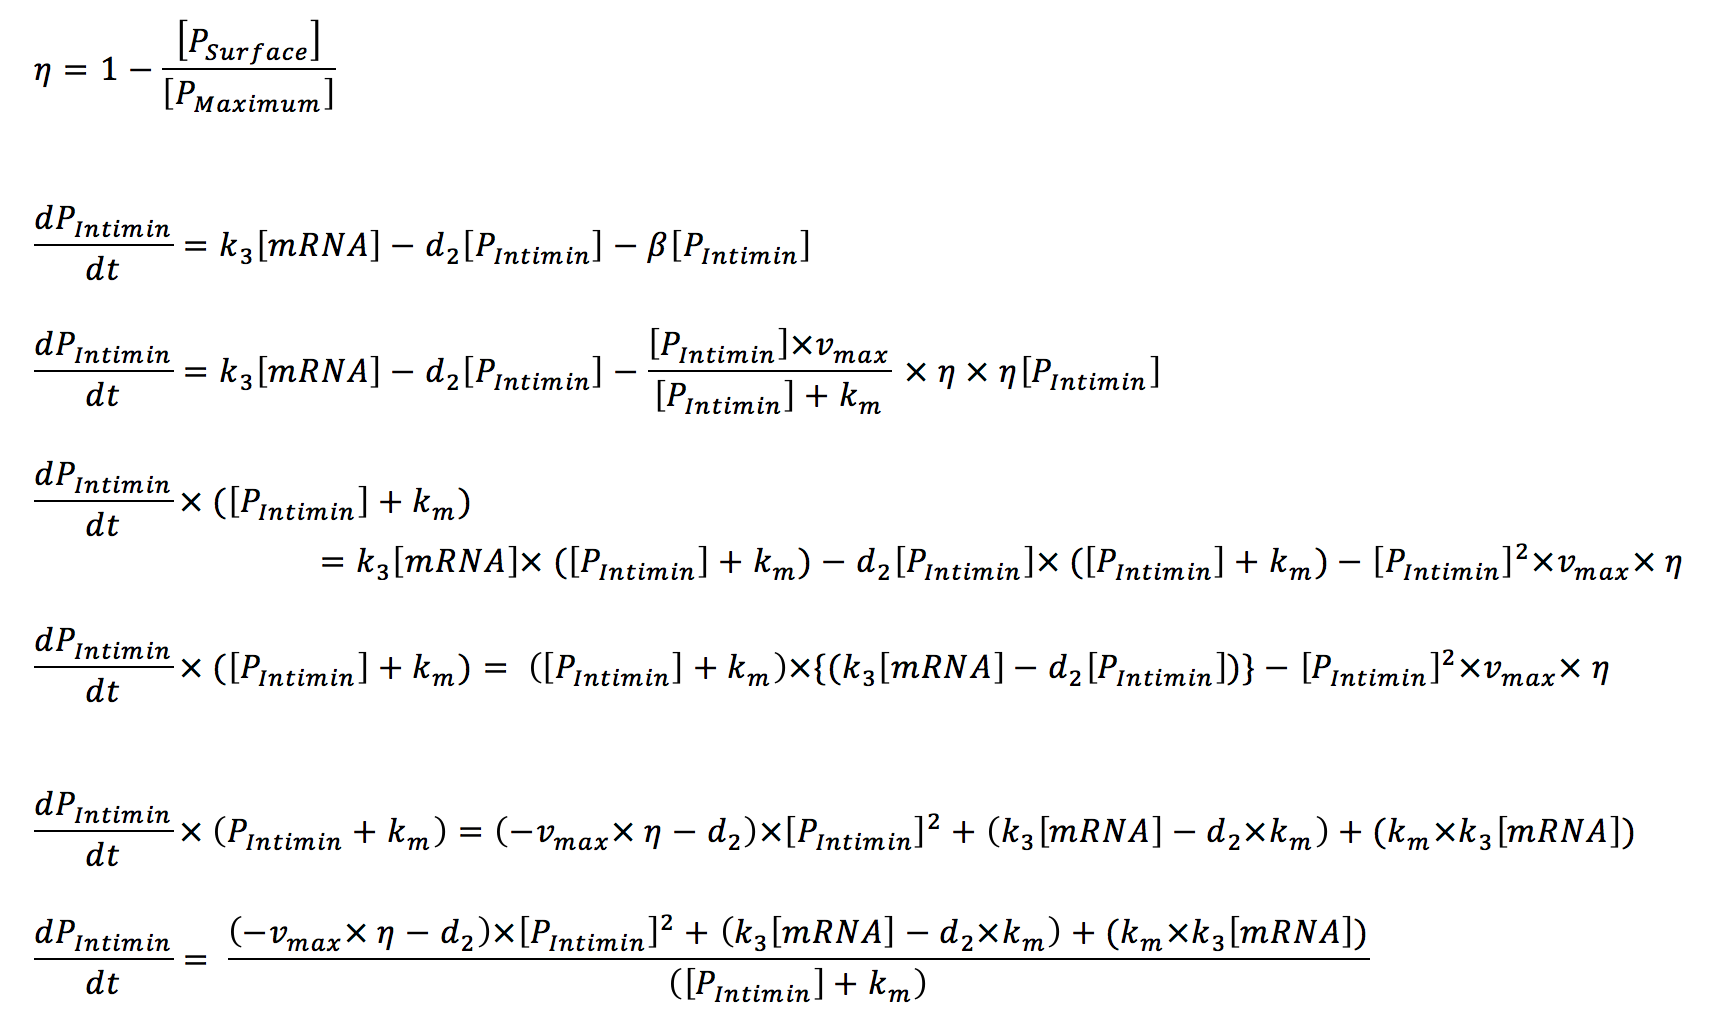 η = 1 − [P_Surface] / [P_Maximum]
dP_Intimin / dt = k_3[mRNA] − d_2[P_Intimin] − β[P_Intimin]
dP_Intimin / dt = k_3[mRNA] − d_2[P_Intimin] − [P_Intimin]×v_max / [P_Intimin] + k_m × η × η[P_Intimin]
dP_Intimin / dt × ([P_Intimin] + k_m)
= k_3[mRNA]× ([P_Intimin] + k_m) − d_2[P_Intimin]× ([P_Intimin] + k_m) − [P_Intimin]²×v_max× η
dP_Intimin / dt × ([P_Intimin] + k_m) = ([P_Intimin] + k_m)×{(k_3[mRNA] − d_2[P_Intimin])} − [P_Intimin]²×v_max× η
dP_Intimin / dt × (P_Intimin + k_m) = (−v_max× η − d_2)×[P_Intimin]² + (k_3[mRNA] − d_2×k_m) + (k_m×k_3[mRNA])
dP_Intimin / dt = (−v_max× η − d_2)×[P_Intimin]² + (k_3[mRNA] − d_2×k_m) + (k_m×k_3[mRNA]) / ([P_Intimin] + k_m)